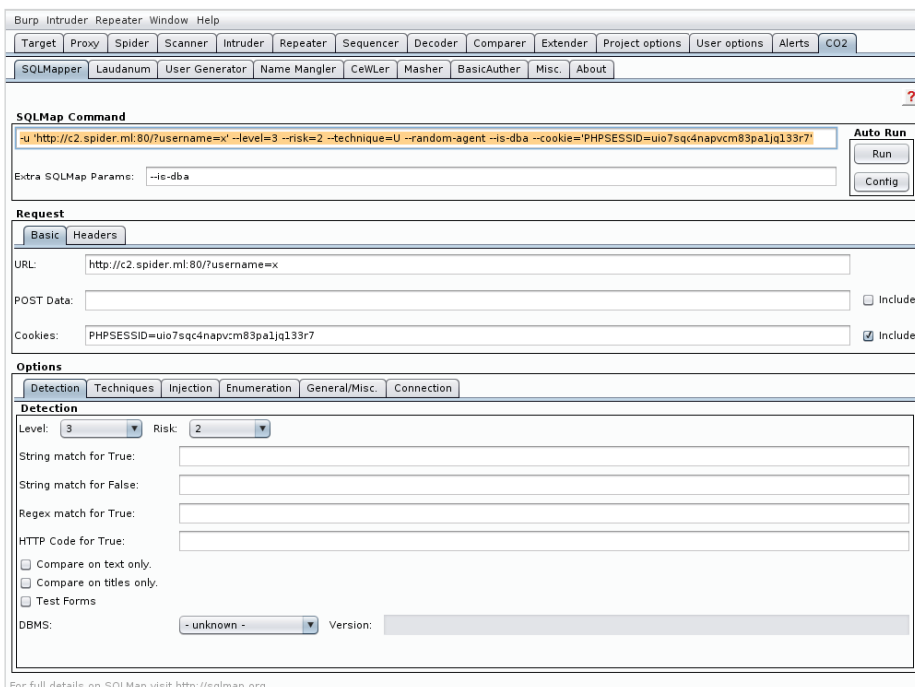 Burp Intruder Repeater Window Help
Target Proxy Spider Scanner Intruder Repeater Sequencer Decoder Comparer Extender Project options User options Alerts CO2
SQLMapper Laudanum User Generator Name Mangler CeWLer Masher BasicAuther Misc. About
?
SQLMap Command
-u 'http://c2.spider.ml:80/?username=x' --level=3 --risk=2 --technique=U --random-agent --is-dba --cookie='PHPSESSID=uio7sqc4napvcm83pa1jq133r7'
Auto Run
Run
Extra SQLMap Params: --is-dba
Config
Request
Basic Headers
URL: http://c2.spider.ml:80/?username=x
POST Data: Include
Cookies: PHPSESSID=uio7sqc4napvcm83pa1jq133r7 Include
Options
Detection Techniques Injection Enumeration General/Misc. Connection
Detection
Level: 3 Risk: 2
String match for True:
String match for False:
Regex match for True:
HTTP Code for True:
Compare on text only.
Compare on titles only.
Test Forms
DBMS: - unknown - Version:
For full details on SQLMap visit http://sqlmap.org